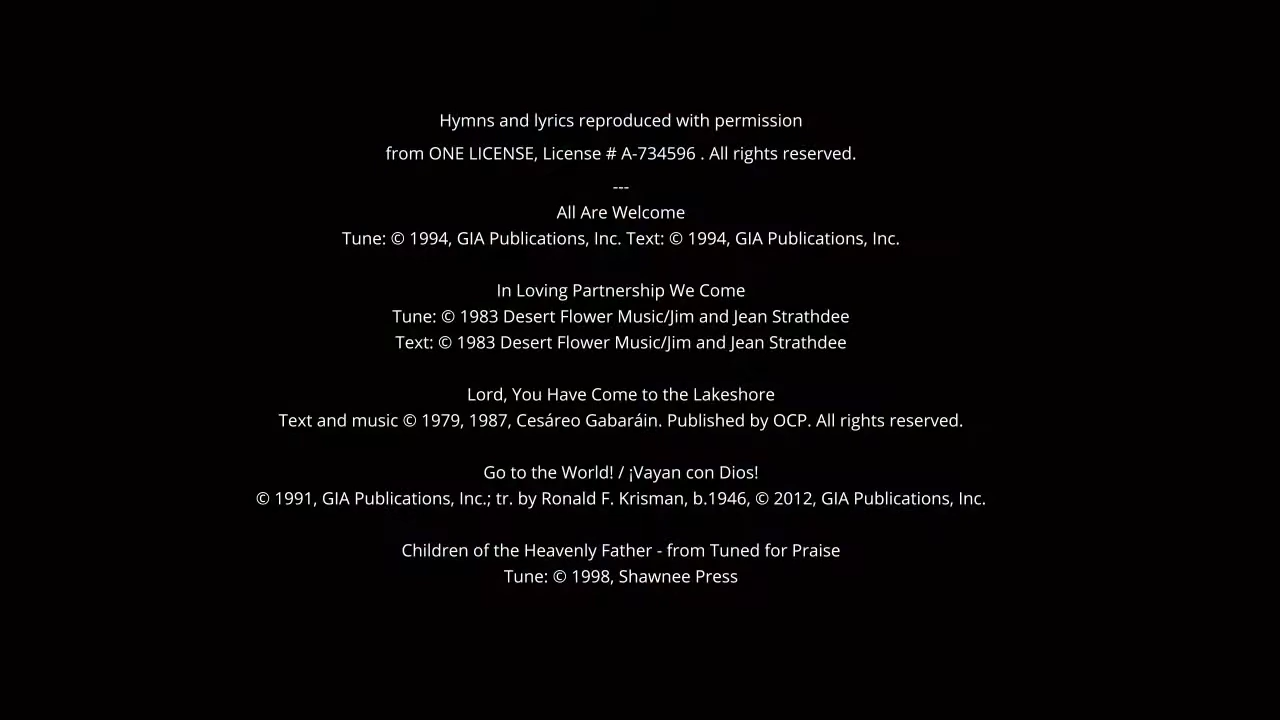 Hymns and lyrics reproduced with permission
from ONE LICENSE, License # A-734596 . All rights reserved.
---
All Are Welcome
Tune: © 1994, GIA Publications, Inc. Text: © 1994, GIA Publications, Inc.
In Loving Partnership We Come
Tune: © 1983 Desert Flower Music/Jim and Jean Strathdee
Text: © 1983 Desert Flower Music/Jim and Jean Strathdee
Lord, You Have Come to the Lakeshore
Text and music © 1979, 1987, Cesáreo Gabaráin. Published by OCP. All rights reserved.
Go to the World! / ¡Vayan con Dios!
© 1991, GIA Publications, Inc.; tr. by Ronald F. Krisman, b.1946, © 2012, GIA Publications, Inc.
Children of the Heavenly Father - from Tuned for Praise
Tune: © 1998, Shawnee Press